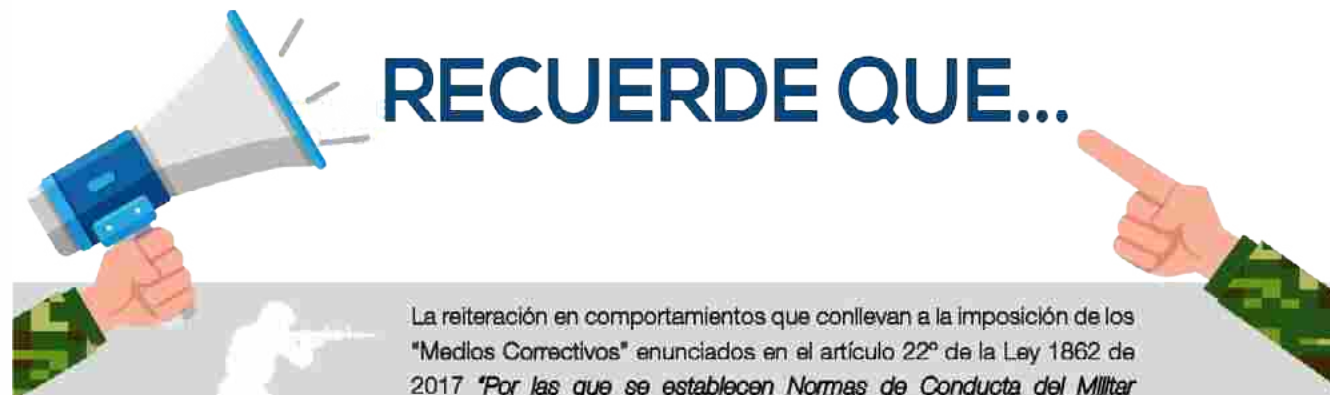 RECUERDE QUE...
La reiteración en comportamientos que conllevan a la imposición de los
"Medios Correctivos" enunciados en el artículo 22º de la Ley 1862 de
2017 "Por las que se establecen Normas de Conducta del Militar